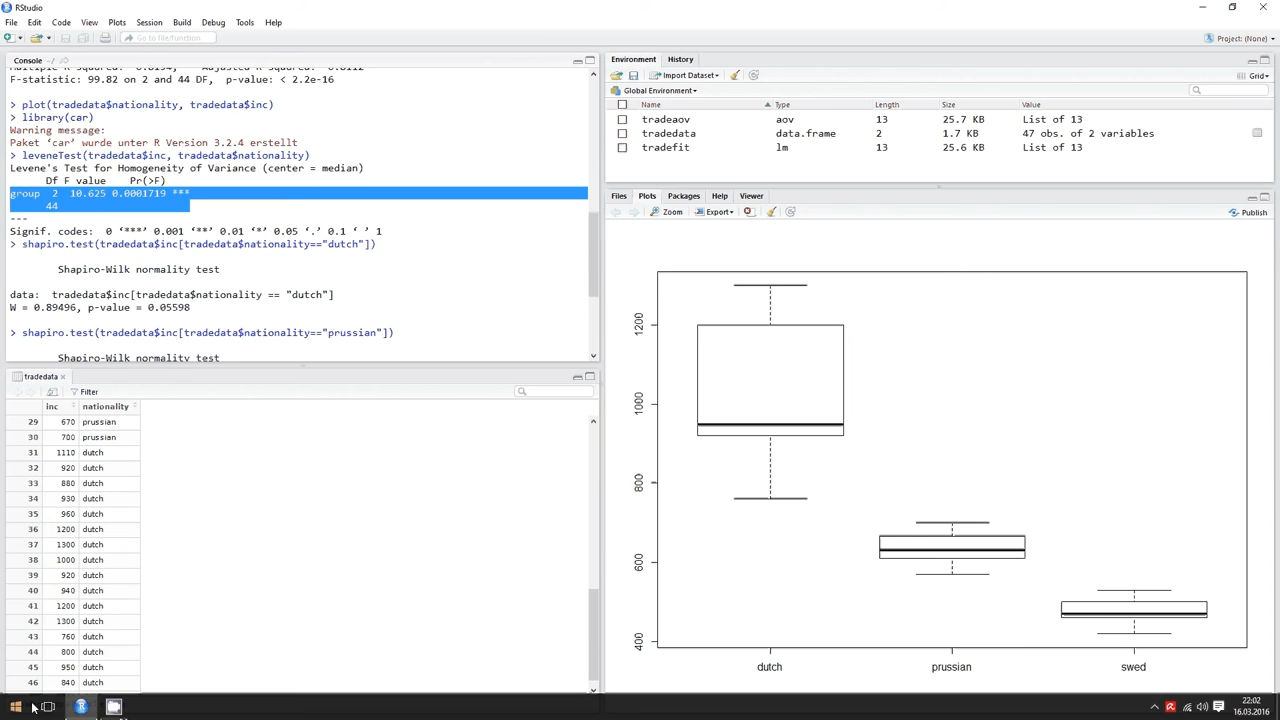 RStudio
File Edit Code View Plots Session Build Debug Tools Help
Go to file/function
Project: (None)
Console ~/
F-statistic: 99.82 on 2 and 44 DF,  p-value: < 2.2e-16
> plot(tradedata$nationality, tradedata$inc)
> library(car)
Warning message:
Paket ‘car’ wurde unter R Version 3.2.4 erstellt
> leveneTest(tradedata$inc, tradedata$nationality)
Levene's Test for Homogeneity of Variance (center = median)
Df F value    Pr(>F)
group  2  10.625 0.0001719 ***
44
---
Signif. codes:  0 ‘***’ 0.001 ‘**’ 0.01 ‘*’ 0.05 ‘.’ 0.1 ‘ ’ 1
> shapiro.test(tradedata$inc[tradedata$nationality=="dutch"])
Shapiro-Wilk normality test
data:  tradedata$inc[tradedata$nationality == "dutch"]
W = 0.89496, p-value = 0.05598
> shapiro.test(tradedata$inc[tradedata$nationality=="prussian"])
Shapiro-Wilk normality test
tradedata
Filter
inc nationality
29 670 prussian
30 700 prussian
31 1110 dutch
32 920 dutch
33 880 dutch
34 930 dutch
35 960 dutch
36 1200 dutch
37 1300 dutch
38 1000 dutch
39 920 dutch
40 940 dutch
41 1200 dutch
42 1300 dutch
43 760 dutch
44 800 dutch
45 950 dutch
46 840 dutch
Environment History
Import Dataset
Grid
Global Environment
Name Type Length Size Value
tradeaov aov 13 25.7 KB List of 13
tradedata data.frame 2 1.7 KB 47 obs. of 2 variables
tradefit lm 13 25.6 KB List of 13
Files Plots Packages Help Viewer
Zoom Export Publish
1200
1000
800
600
400
dutch prussian swed
22:02
16.03.2016